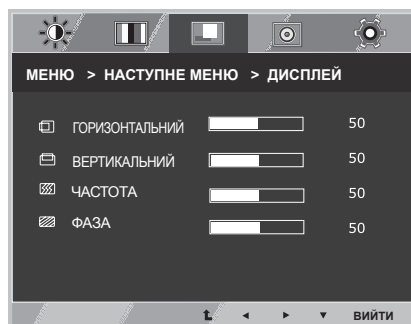 МЕНЮ > НАСТУПНЕ МЕНЮ > ДИСПЛЕЙ
ГОРИЗОНТАЛЬНИЙ 50
ВЕРТИКАЛЬНИЙ 50
ЧАСТОТА 50
ФАЗА 50
ВИЙТИ